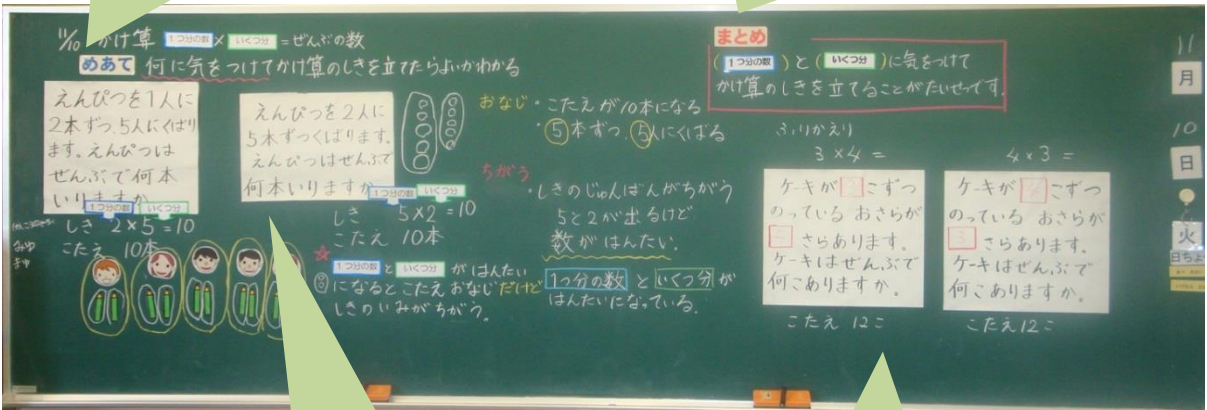 11/10 かけ算 1つ分の数 × いくつ分 = ぜんぶの数
めあて 何に気をつけてかけ算のしきを立てたらよいかわかる
えんぴつを1人に
2本ずつ、5人にくばり
ます。えんぴつは
ぜんぶで何本
いりますか
1つ分の数 いくつ分
しき 2×5=10
こたえ 10本
えんぴつを2人に
5本ずつくばります。
えんぴつはぜんぶで
何本いりますか
1つ分の数 いくつ分
しき 5×2=10
こたえ 10本
1つ分の数 と いくつ分 がはんたい
になるとこたえおなじだけど
しきのいみがちがう。
おなじ・こたえが10本になる
・5本ずつ、5人にくばる
ちがう
・しきのじゅんばんがちがう
5と2が出るけど
数がはんたい。
1つ分の数 と いくつ分 が
はんたいになっている。
まとめ
(1つ分の数)と(いくつ分)に気をつけて
かけ算のしきを立てることがたいせつです。
ふりかえり
3×4=
ケーキが3こずつ
のっている おさらが
さらあります。
ケーキはぜんぶで
何こありますか。
こたえ 12こ
4×3=
ケーキが こずつ
のっている おさらが
3さらあります。
ケーキはぜんぶで
何こありますか。
こたえ12こ
11
月
10
日
火